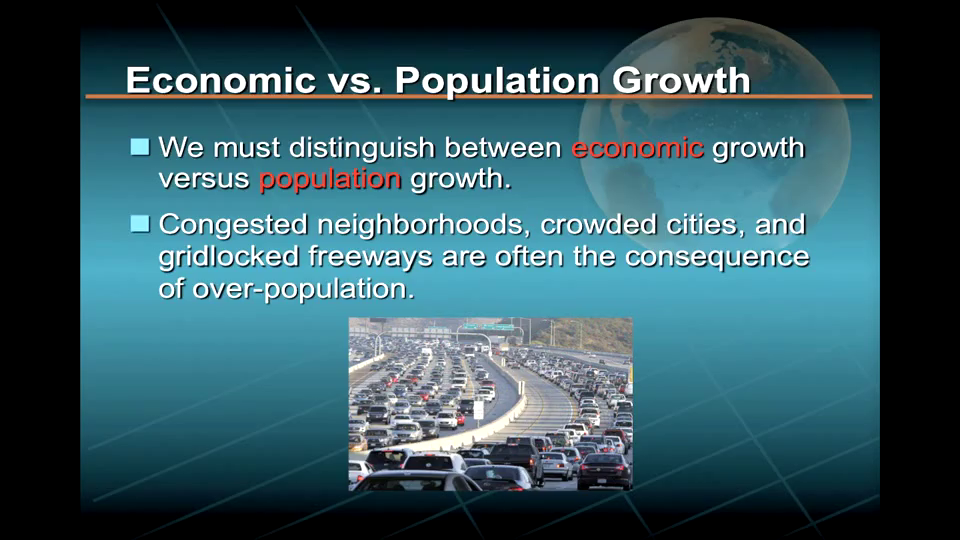 Economic vs. Population Growth
We must distinguish between economic growth
versus population growth.
Congested neighborhoods, crowded cities, and
gridlocked freeways are often the consequence
of over-population.